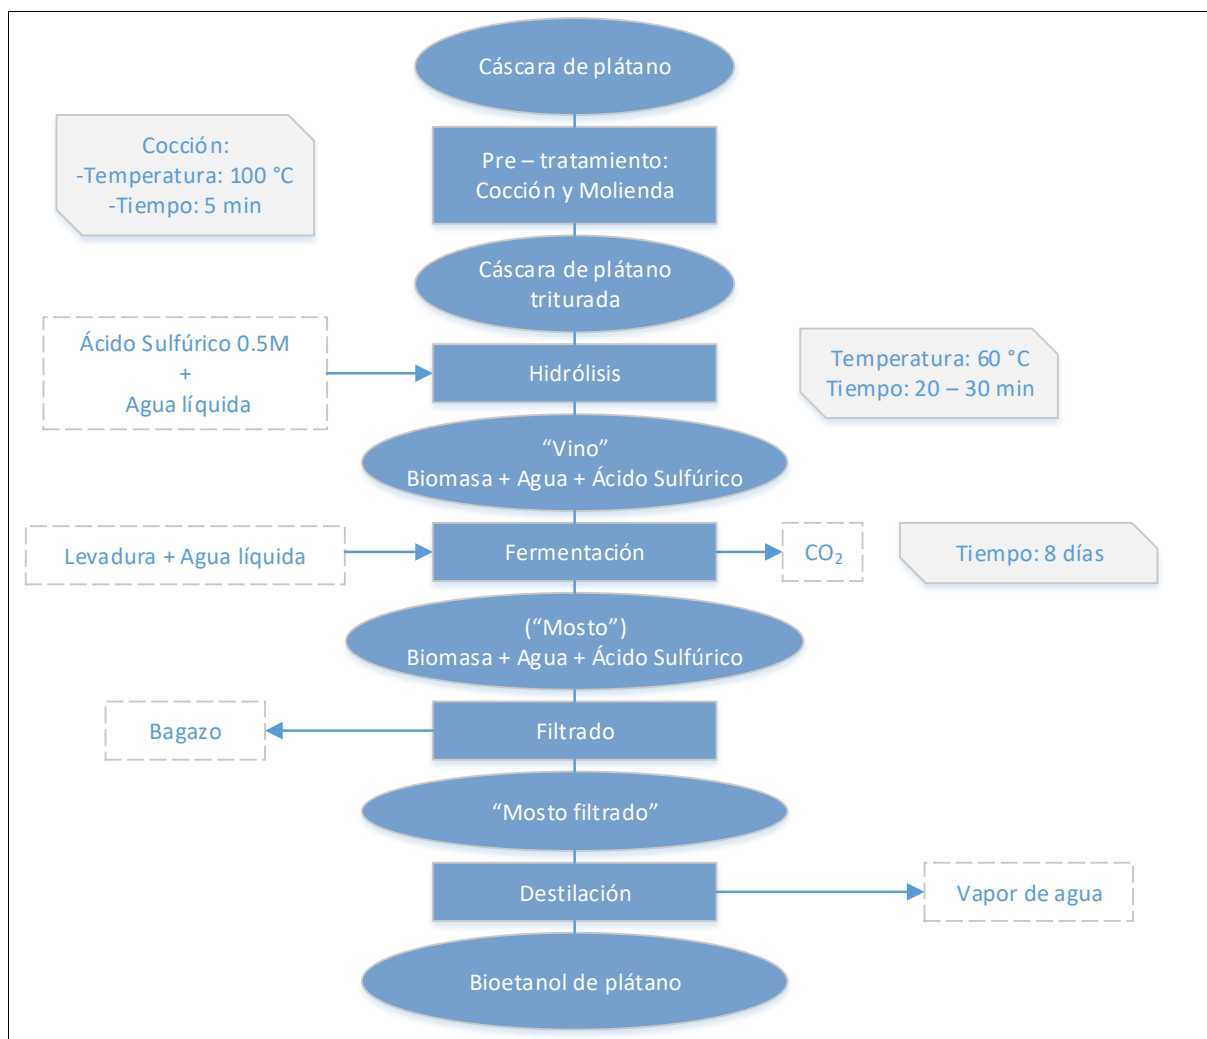 Cáscara de plátano
Cocción:
-Temperatura: 100 °C
-Tiempo: 5 min
Pre – tratamiento:
Cocción y Molienda
Cáscara de plátano
triturada
Ácido Sulfúrico 0.5M
+
Agua líquida
Hidrólisis
Temperatura: 60 °C
Tiempo: 20 – 30 min
“Vino”
Biomasa + Agua + Ácido Sulfúrico
Levadura + Agua líquida
Fermentación
CO₂
Tiempo: 8 días
(“Mosto”)
Biomasa + Agua + Ácido Sulfúrico
Bagazo
Filtrado
“Mosto filtrado”
Destilación
Vapor de agua
Bioetanol de plátano